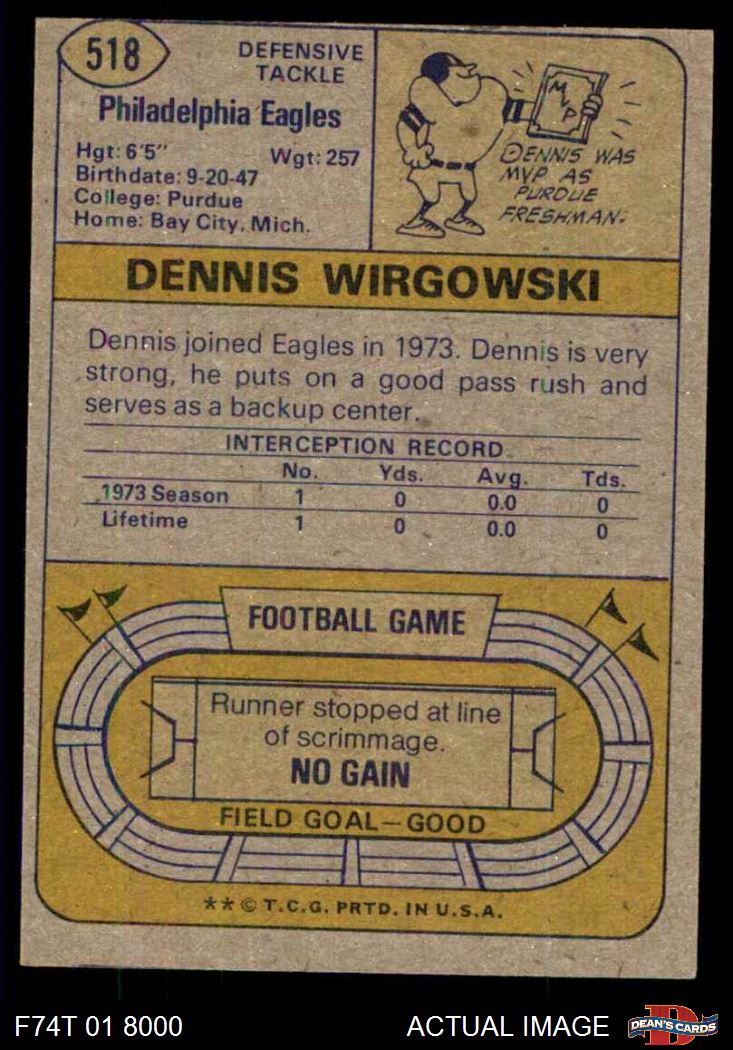 518
DEFENSIVE
TACKLE
Philadelphia Eagles
Hgt: 6'5" Wgt: 257
Birthdate: 9-20-47
College: Purdue
Home: Bay City, Mich.
MVP
DENNIS WAS
MVP AS
PURDUE
FRESHMAN.
DENNIS WIRGOWSKI
Dennis joined Eagles in 1973. Dennis is very
strong, he puts on a good pass rush and
serves as a backup center.
INTERCEPTION RECORD
No. Yds. Avg. Tds.
1973 Season 1 0 0.0 0
Lifetime 1 0 0.0 0
FOOTBALL GAME
Runner stopped at line
of scrimmage.
NO GAIN
FIELD GOAL—GOOD
** © T.C.G. PRTD. IN U.S.A.
F74T 01 8000
ACTUAL IMAGE
D
DEAN'S CARDS